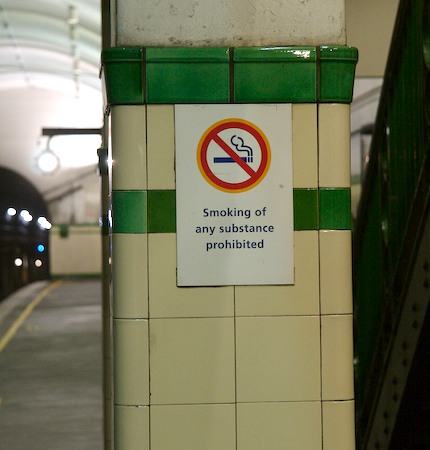 Smoking of
any substance
prohibited